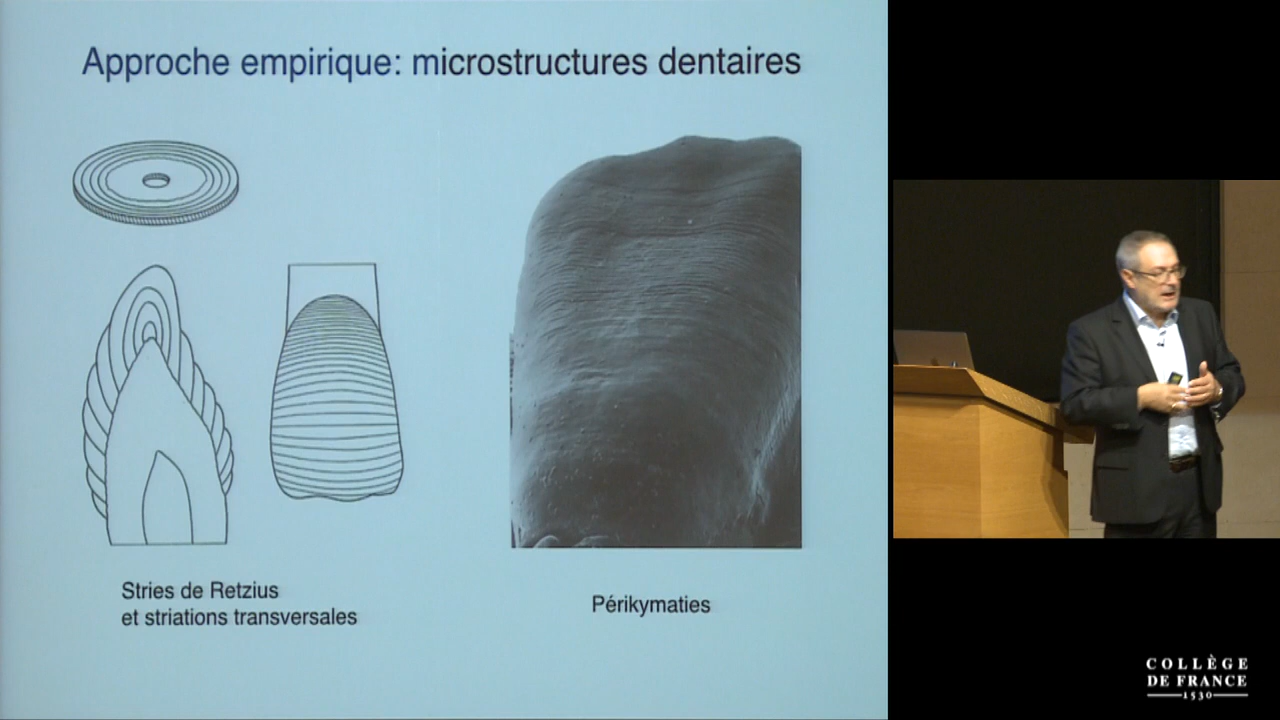 Approche empirique: microstructures dentaires
Stries de Retzius
et striations transversales
Périkymaties
COLLÈGE
DE FRANCE
1530